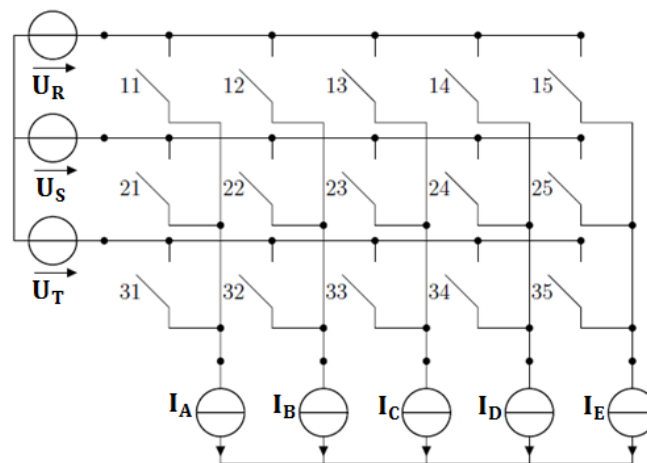 U_R
11 12 13 14 15
U_S
21 22 23 24 25
U_T
31 32 33 34 35
I_A I_B I_C I_D I_E